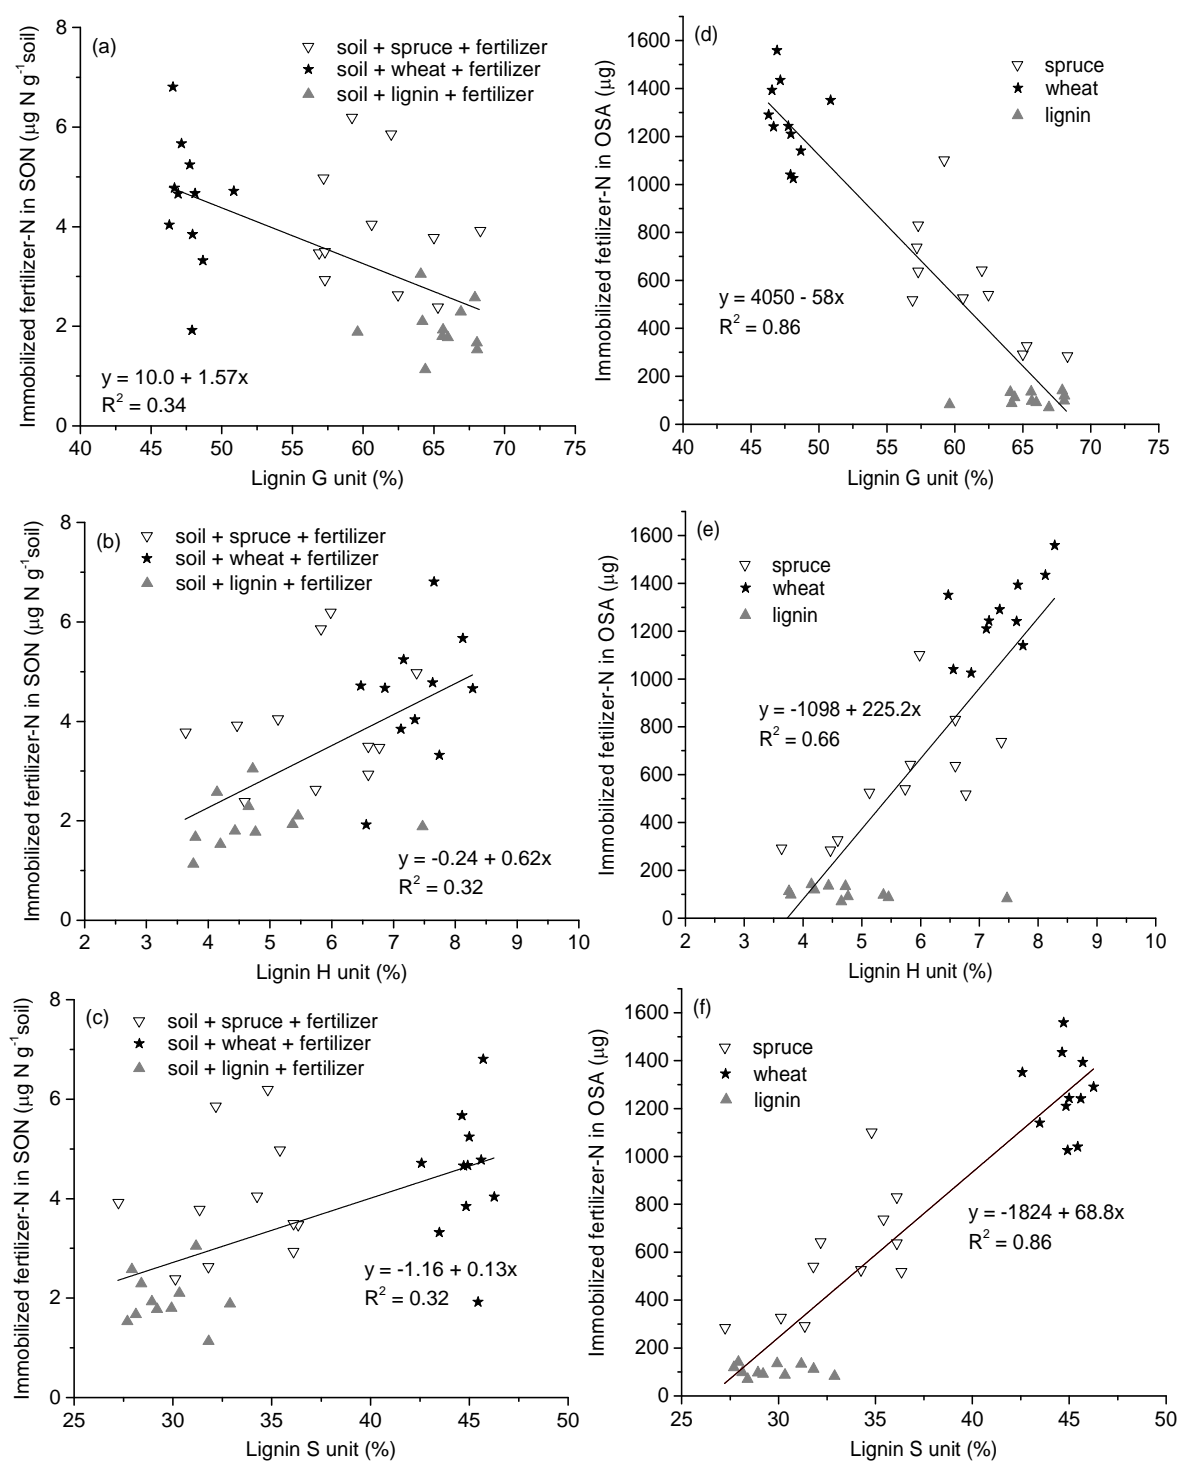 Immobilized fertilizer-N in SON (µg N g-1soil)
8
6
4
2
0
(a)
soil + spruce + fertilizer
soil + wheat + fertilizer
soil + lignin + fertilizer
y = 10.0 + 1.57x
R2 = 0.34
40 45 50 55 60 65 70 75
Lignin G unit (%)
Immobilized fetilizer-N in OSA (µg)
1600
1400
1200
1000
800
600
400
200
0
(d)
spruce
wheat
lignin
y = 4050 - 58x
R2 = 0.86
40 45 50 55 60 65 70 75
Lignin G unit (%)
Immobilized fertilizer-N in SON (µg N g-1soil)
8
6
4
2
0
(b)
soil + spruce + fertilizer
soil + wheat + fertilizer
soil + lignin + fertilizer
y = -0.24 + 0.62x
R2 = 0.32
2 3 4 5 6 7 8 9 10
Lignin H unit (%)
Immobilized fetilizer-N in OSA (µg)
1600
1400
1200
1000
800
600
400
200
0
(e)
spruce
wheat
lignin
y = -1098 + 225.2x
R2 = 0.66
2 3 4 5 6 7 8 9 10
Lignin H unit (%)
Immobilized fertilizer-N in SON (µg N g-1soil)
8
6
4
2
0
(c)
soil + spruce + fertilizer
soil + wheat + fertilizer
soil + lignin + fertilizer
y = -1.16 + 0.13x
R2 = 0.32
25 30 35 40 45 50
Lignin S unit (%)
Immobilized fertilizer-N in OSA (µg)
1600
1400
1200
1000
800
600
400
200
0
(f)
spruce
wheat
lignin
y = -1824 + 68.8x
R2 = 0.86
25 30 35 40 45 50
Lignin S unit (%)